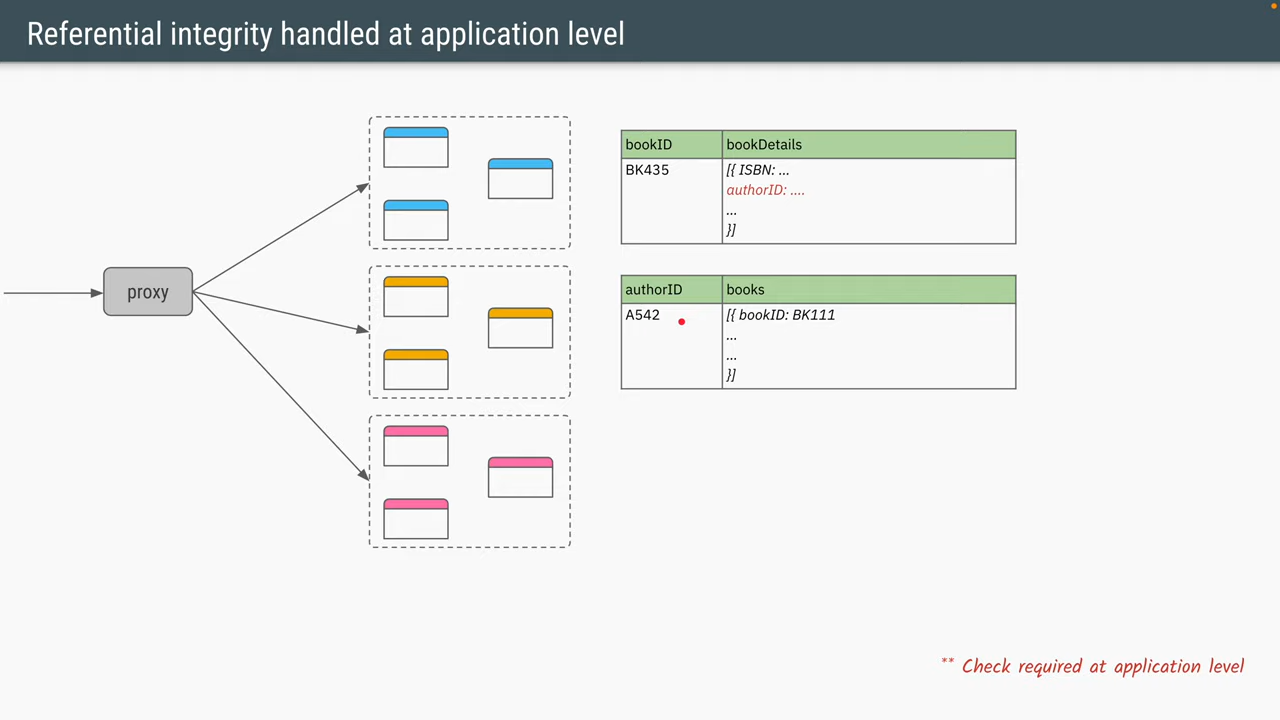 Referential integrity handled at application level
proxy
bookID bookDetails
BK435 [{ ISBN: ...
authorID: ....
...
}]
authorID books
A542 [{ bookID: BK111
...
...
}]
** Check required at application level